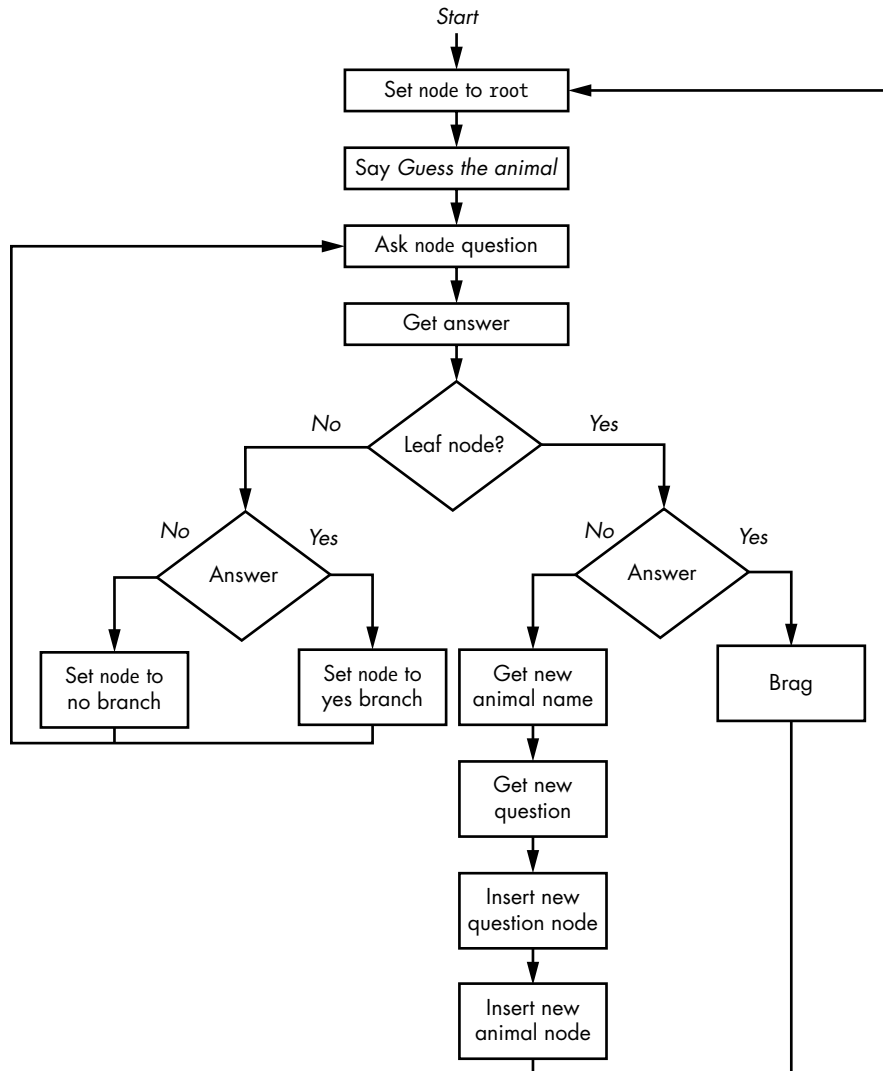 Start
Set node to root
Say Guess the animal
Ask node question
Get answer
No
Leaf node?
Yes
No
Answer
Yes
No
Answer
Yes
Set node to
no branch
Set node to
yes branch
Get new
animal name
Brag
Get new
question
Insert new
question node
Insert new
animal node